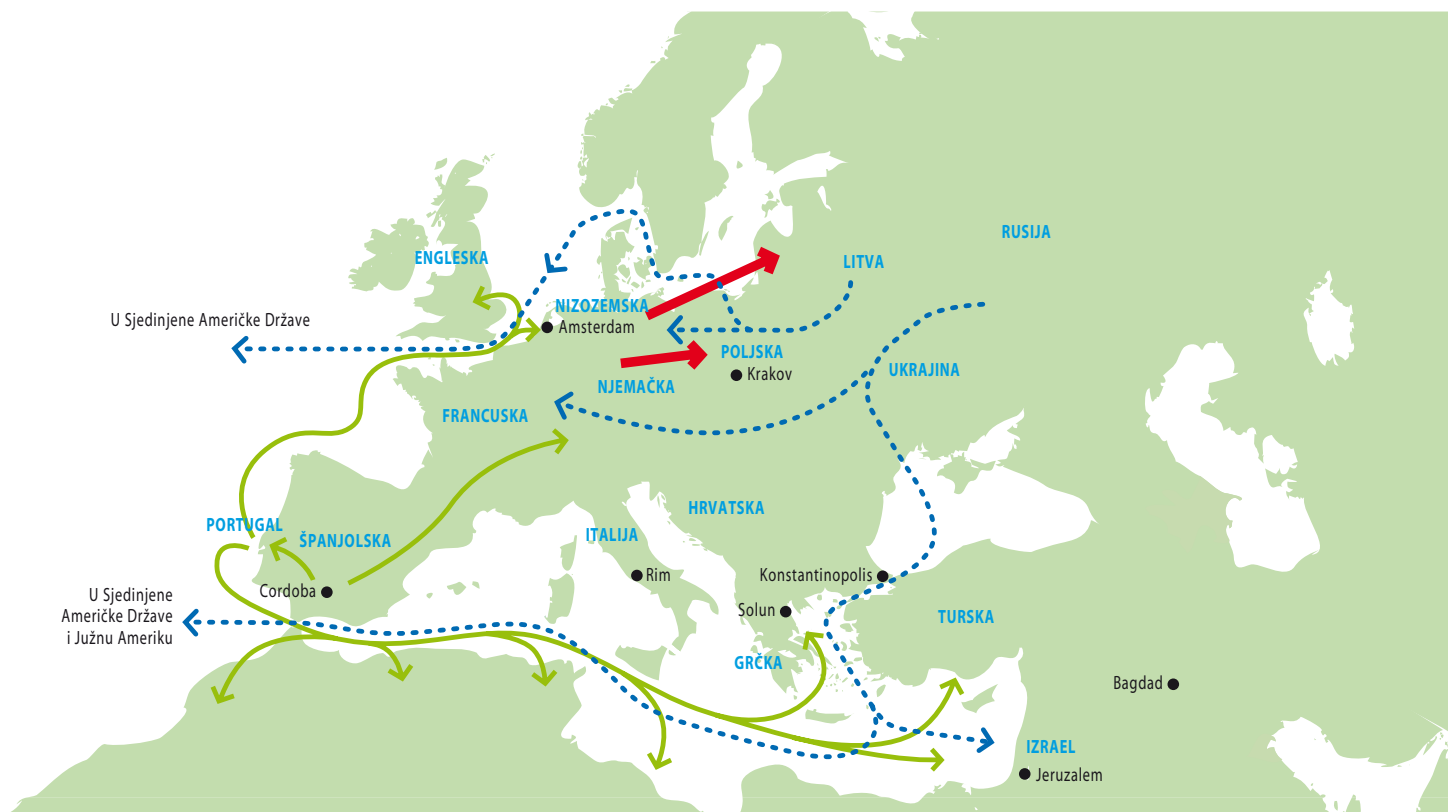 RUSIJA
ENGLESKA
LITVA
NIZOZEMSKA
U Sjedinjene Američke Države
Amsterdam
POLJSKA
Krakov
UKRAJINA
NJEMAČKA
FRANCUSKA
HRVATSKA
PORTUGAL
ŠPANJOLSKA
ITALIJA
Rim
Konstantinopolis
Cordoba
U Sjedinjene
Američke Države
i Južnu Ameriku
Solun
TURSKA
GRČKA
Bagdad
IZRAEL
Jeruzalem